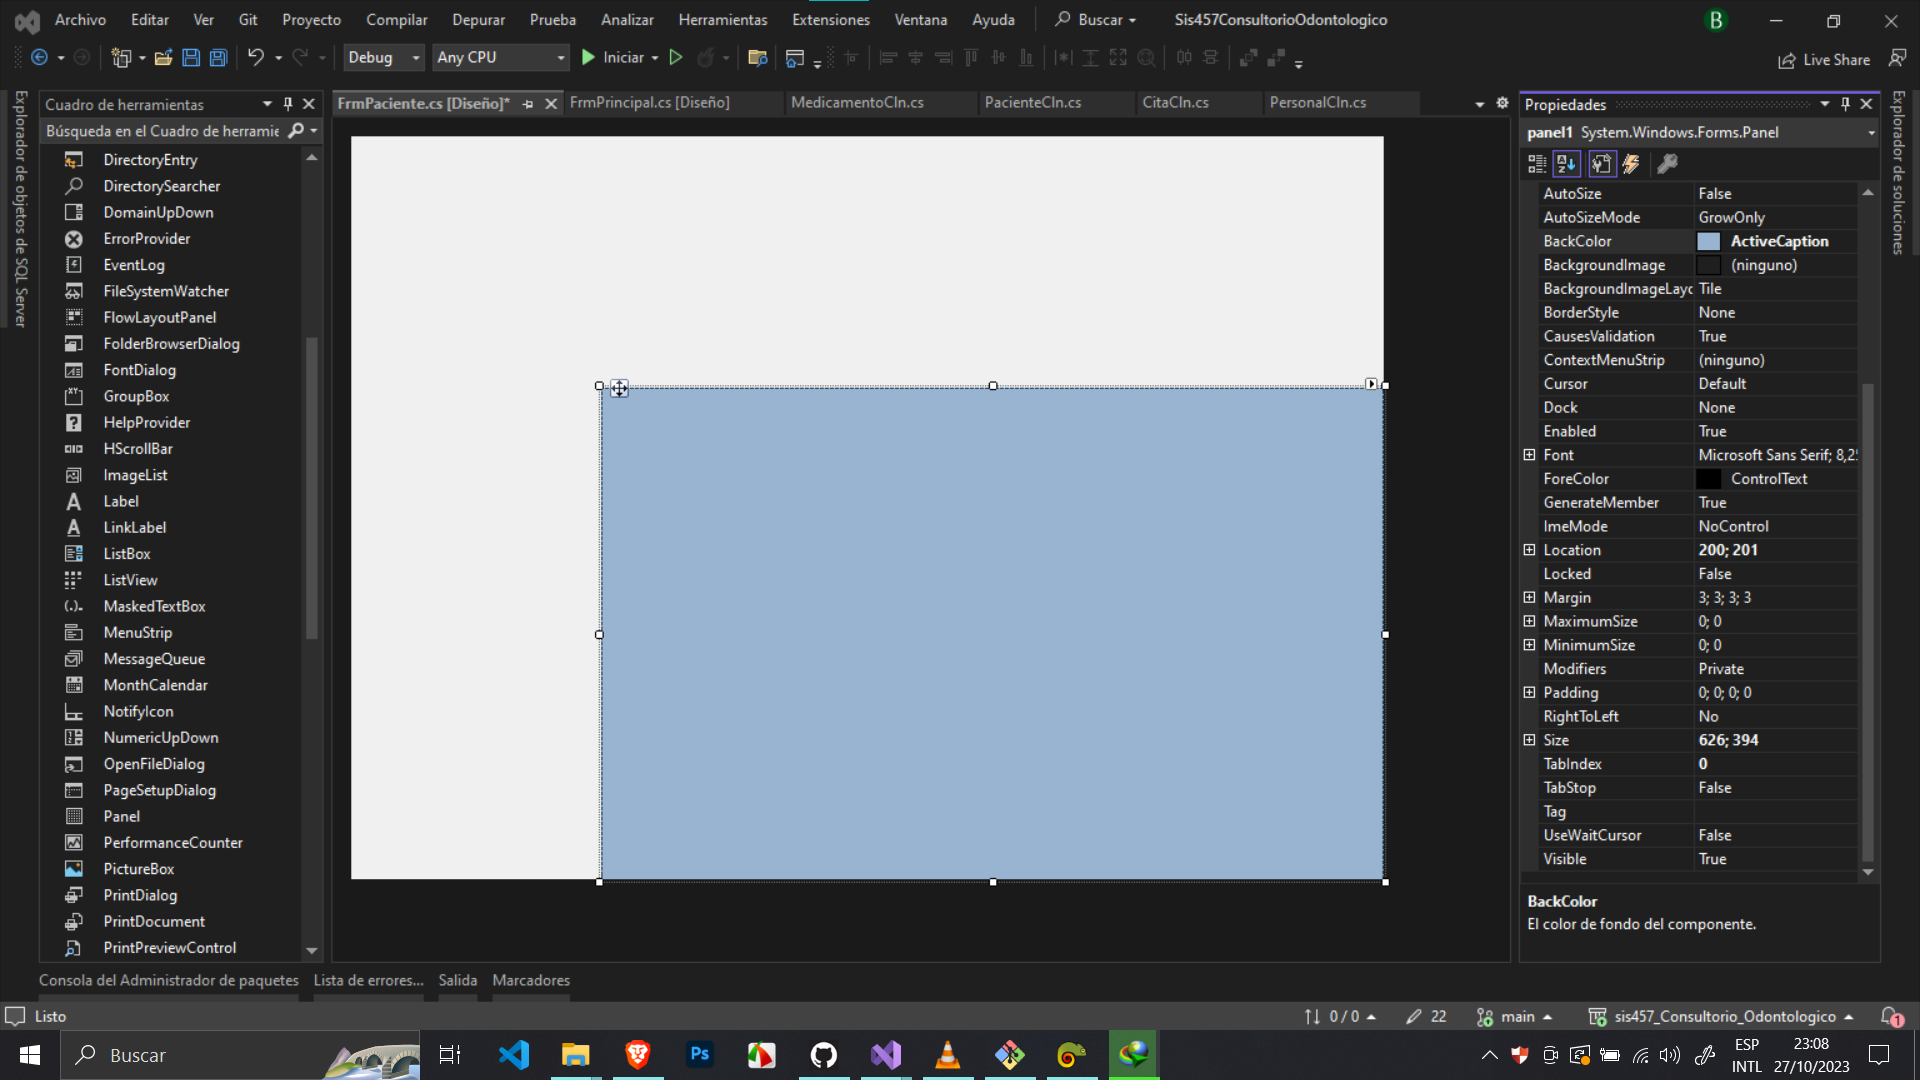 Archivo Editar Ver Git Proyecto Compilar Depurar Prueba Analizar Herramientas Extensiones Ventana Ayuda Buscar Sis457ConsultorioOdontologico B
Debug Any CPU Iniciar Live Share
Explorador de objetos de SQL Server
Cuadro de herramientas
Búsqueda en el Cuadro de herramie
DirectoryEntry
DirectorySearcher
DomainUpDown
ErrorProvider
EventLog
FileSystemWatcher
FlowLayoutPanel
FolderBrowserDialog
FontDialog
GroupBox
HelpProvider
HScrollBar
ImageList
Label
LinkLabel
ListBox
ListView
MaskedTextBox
MenuStrip
MessageQueue
MonthCalendar
NotifyIcon
NumericUpDown
OpenFileDialog
PageSetupDialog
Panel
PerformanceCounter
PictureBox
PrintDialog
PrintDocument
PrintPreviewControl
FrmPaciente.cs [Diseño]* FrmPrincipal.cs [Diseño] MedicamentoCln.cs PacienteCln.cs CitaCln.cs PersonalCln.cs
Propiedades
panel1 System.Windows.Forms.Panel
AutoSize False
AutoSizeMode GrowOnly
BackColor ActiveCaption
BackgroundImage (ninguno)
BackgroundImageLayo Tile
BorderStyle None
CausesValidation True
ContextMenuStrip (ninguno)
Cursor Default
Dock None
Enabled True
Font Microsoft Sans Serif; 8,25
ForeColor ControlText
GenerateMember True
ImeMode NoControl
Location 200; 201
Locked False
Margin 3; 3; 3; 3
MaximumSize 0; 0
MinimumSize 0; 0
Modifiers Private
Padding 0; 0; 0; 0
RightToLeft No
Size 626; 394
TabIndex 0
TabStop False
Tag
UseWaitCursor False
Visible True
BackColor
El color de fondo del componente.
Explorador de soluciones
Consola del Administrador de paquetes Lista de errores... Salida Marcadores
Listo 0 / 0 22 main sis457_Consultorio_Odontologico 1
Buscar Ps ESP 23:08
INTL 27/10/2023